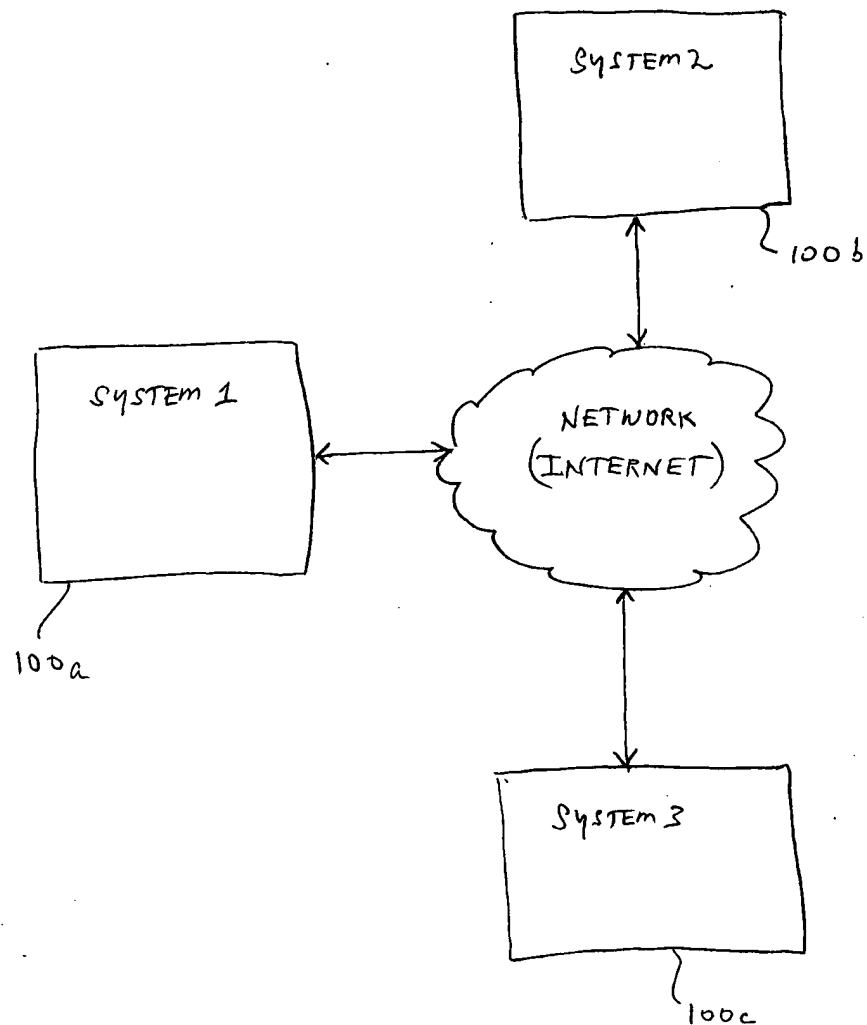 SYSTEM 2
100b
SYSTEM 1
NETWORK
(INTERNET)
100a
SYSTEM 3
100c